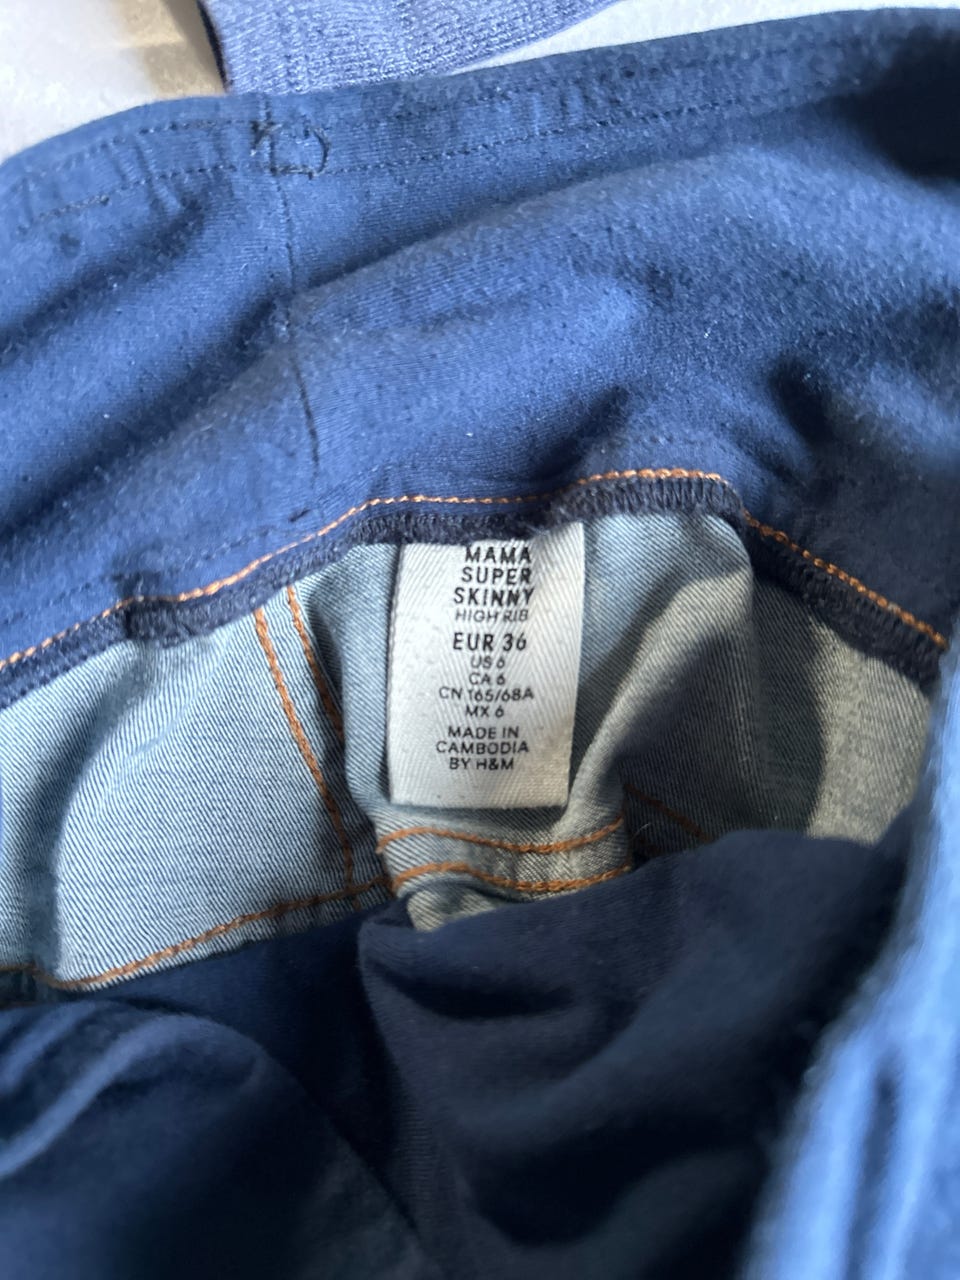 MAMA
SUPER
SKINNY
HIGH RIB
EUR 36
US 6
CA 6
CN 165/68A
MX 6
MADE IN
CAMBODIA
BY H&M